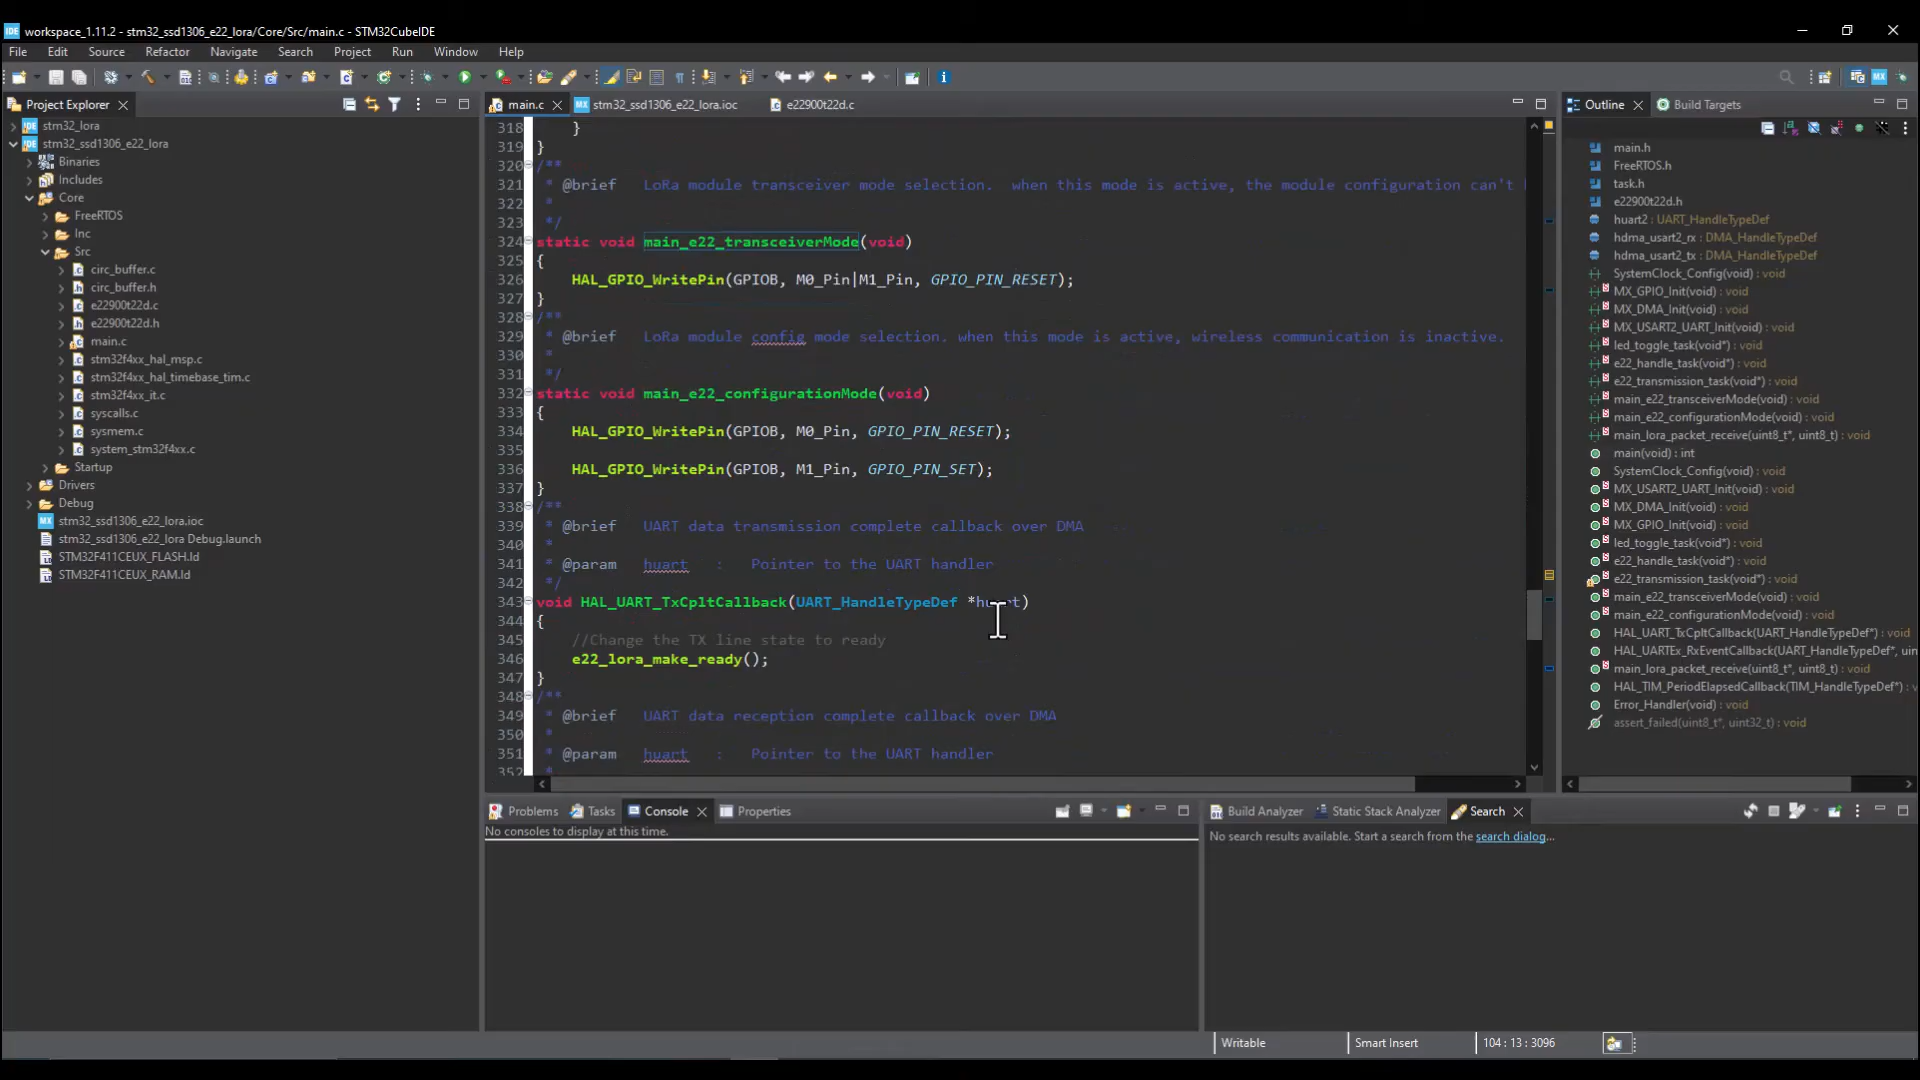 workspace_1.11.2 - stm32_ssd1306_e22_lora/Core/Src/main.c - STM32CubeIDE
File Edit Source Refactor Navigate Search Project Run Window Help
Project Explorer
stm32_lora
stm32_ssd1306_e22_lora
Binaries
Includes
Core
FreeRTOS
Inc
Src
circ_buffer.c
circ_buffer.h
e22900t22d.c
e22900t22d.h
main.c
stm32f4xx_hal_msp.c
stm32f4xx_hal_timebase_tim.c
stm32f4xx_it.c
syscalls.c
sysmem.c
system_stm32f4xx.c
Startup
Drivers
Debug
stm32_ssd1306_e22_lora.ioc
stm32_ssd1306_e22_lora Debug.launch
STM32F411CEUX_FLASH.ld
STM32F411CEUX_RAM.ld
main.c stm32_ssd1306_e22_lora.ioc e22900t22d.c
318 }
319 }
320 /**
321 * @brief LoRa module transceiver mode selection. when this mode is active, the module configuration can't
322 *
323 */
324 static void main_e22_transceiverMode(void)
325 {
326 HAL_GPIO_WritePin(GPIOB, M0_Pin|M1_Pin, GPIO_PIN_RESET);
327 }
328 /**
329 * @brief LoRa module config mode selection. when this mode is active, wireless communication is inactive.
330 *
331 */
332 static void main_e22_configurationMode(void)
333 {
334 HAL_GPIO_WritePin(GPIOB, M0_Pin, GPIO_PIN_RESET);
335
336 HAL_GPIO_WritePin(GPIOB, M1_Pin, GPIO_PIN_SET);
337 }
338 /**
339 * @brief UART data transmission complete callback over DMA
340 *
341 * @param huart : Pointer to the UART handler
342 */
343 void HAL_UART_TxCpltCallback(UART_HandleTypeDef *huart)
344 {
345 //Change the TX line state to ready
346 e22_lora_make_ready();
347 }
348 /**
349 * @brief UART data reception complete callback over DMA
350 *
351 * @param huart : Pointer to the UART handler
352 *
Outline Build Targets
main.h
FreeRTOS.h
task.h
e22900t22d.h
huart2 : UART_HandleTypeDef
hdma_usart2_rx : DMA_HandleTypeDef
hdma_usart2_tx : DMA_HandleTypeDef
SystemClock_Config(void) : void
MX_GPIO_Init(void) : void
MX_DMA_Init(void) : void
MX_USART2_UART_Init(void) : void
led_toggle_task(void*) : void
e22_handle_task(void*) : void
e22_transmission_task(void*) : void
main_e22_transceiverMode(void) : void
main_e22_configurationMode(void) : void
main_lora_packet_receive(uint8_t*, uint8_t) : void
main(void) : int
SystemClock_Config(void) : void
MX_USART2_UART_Init(void) : void
MX_DMA_Init(void) : void
MX_GPIO_Init(void) : void
led_toggle_task(void*) : void
e22_handle_task(void*) : void
e22_transmission_task(void*) : void
main_e22_transceiverMode(void) : void
main_e22_configurationMode(void) : void
HAL_UART_TxCpltCallback(UART_HandleTypeDef*) : void
HAL_UARTEx_RxEventCallback(UART_HandleTypeDef*, uin
main_lora_packet_receive(uint8_t*, uint8_t) : void
HAL_TIM_PeriodElapsedCallback(TIM_HandleTypeDef*) : v
Error_Handler(void) : void
assert_failed(uint8_t*, uint32_t) : void
Problems Tasks Console Properties
No consoles to display at this time.
Build Analyzer Static Stack Analyzer Search
No search results available. Start a search from the search dialog...
Writable Smart Insert 104 : 13 : 3096